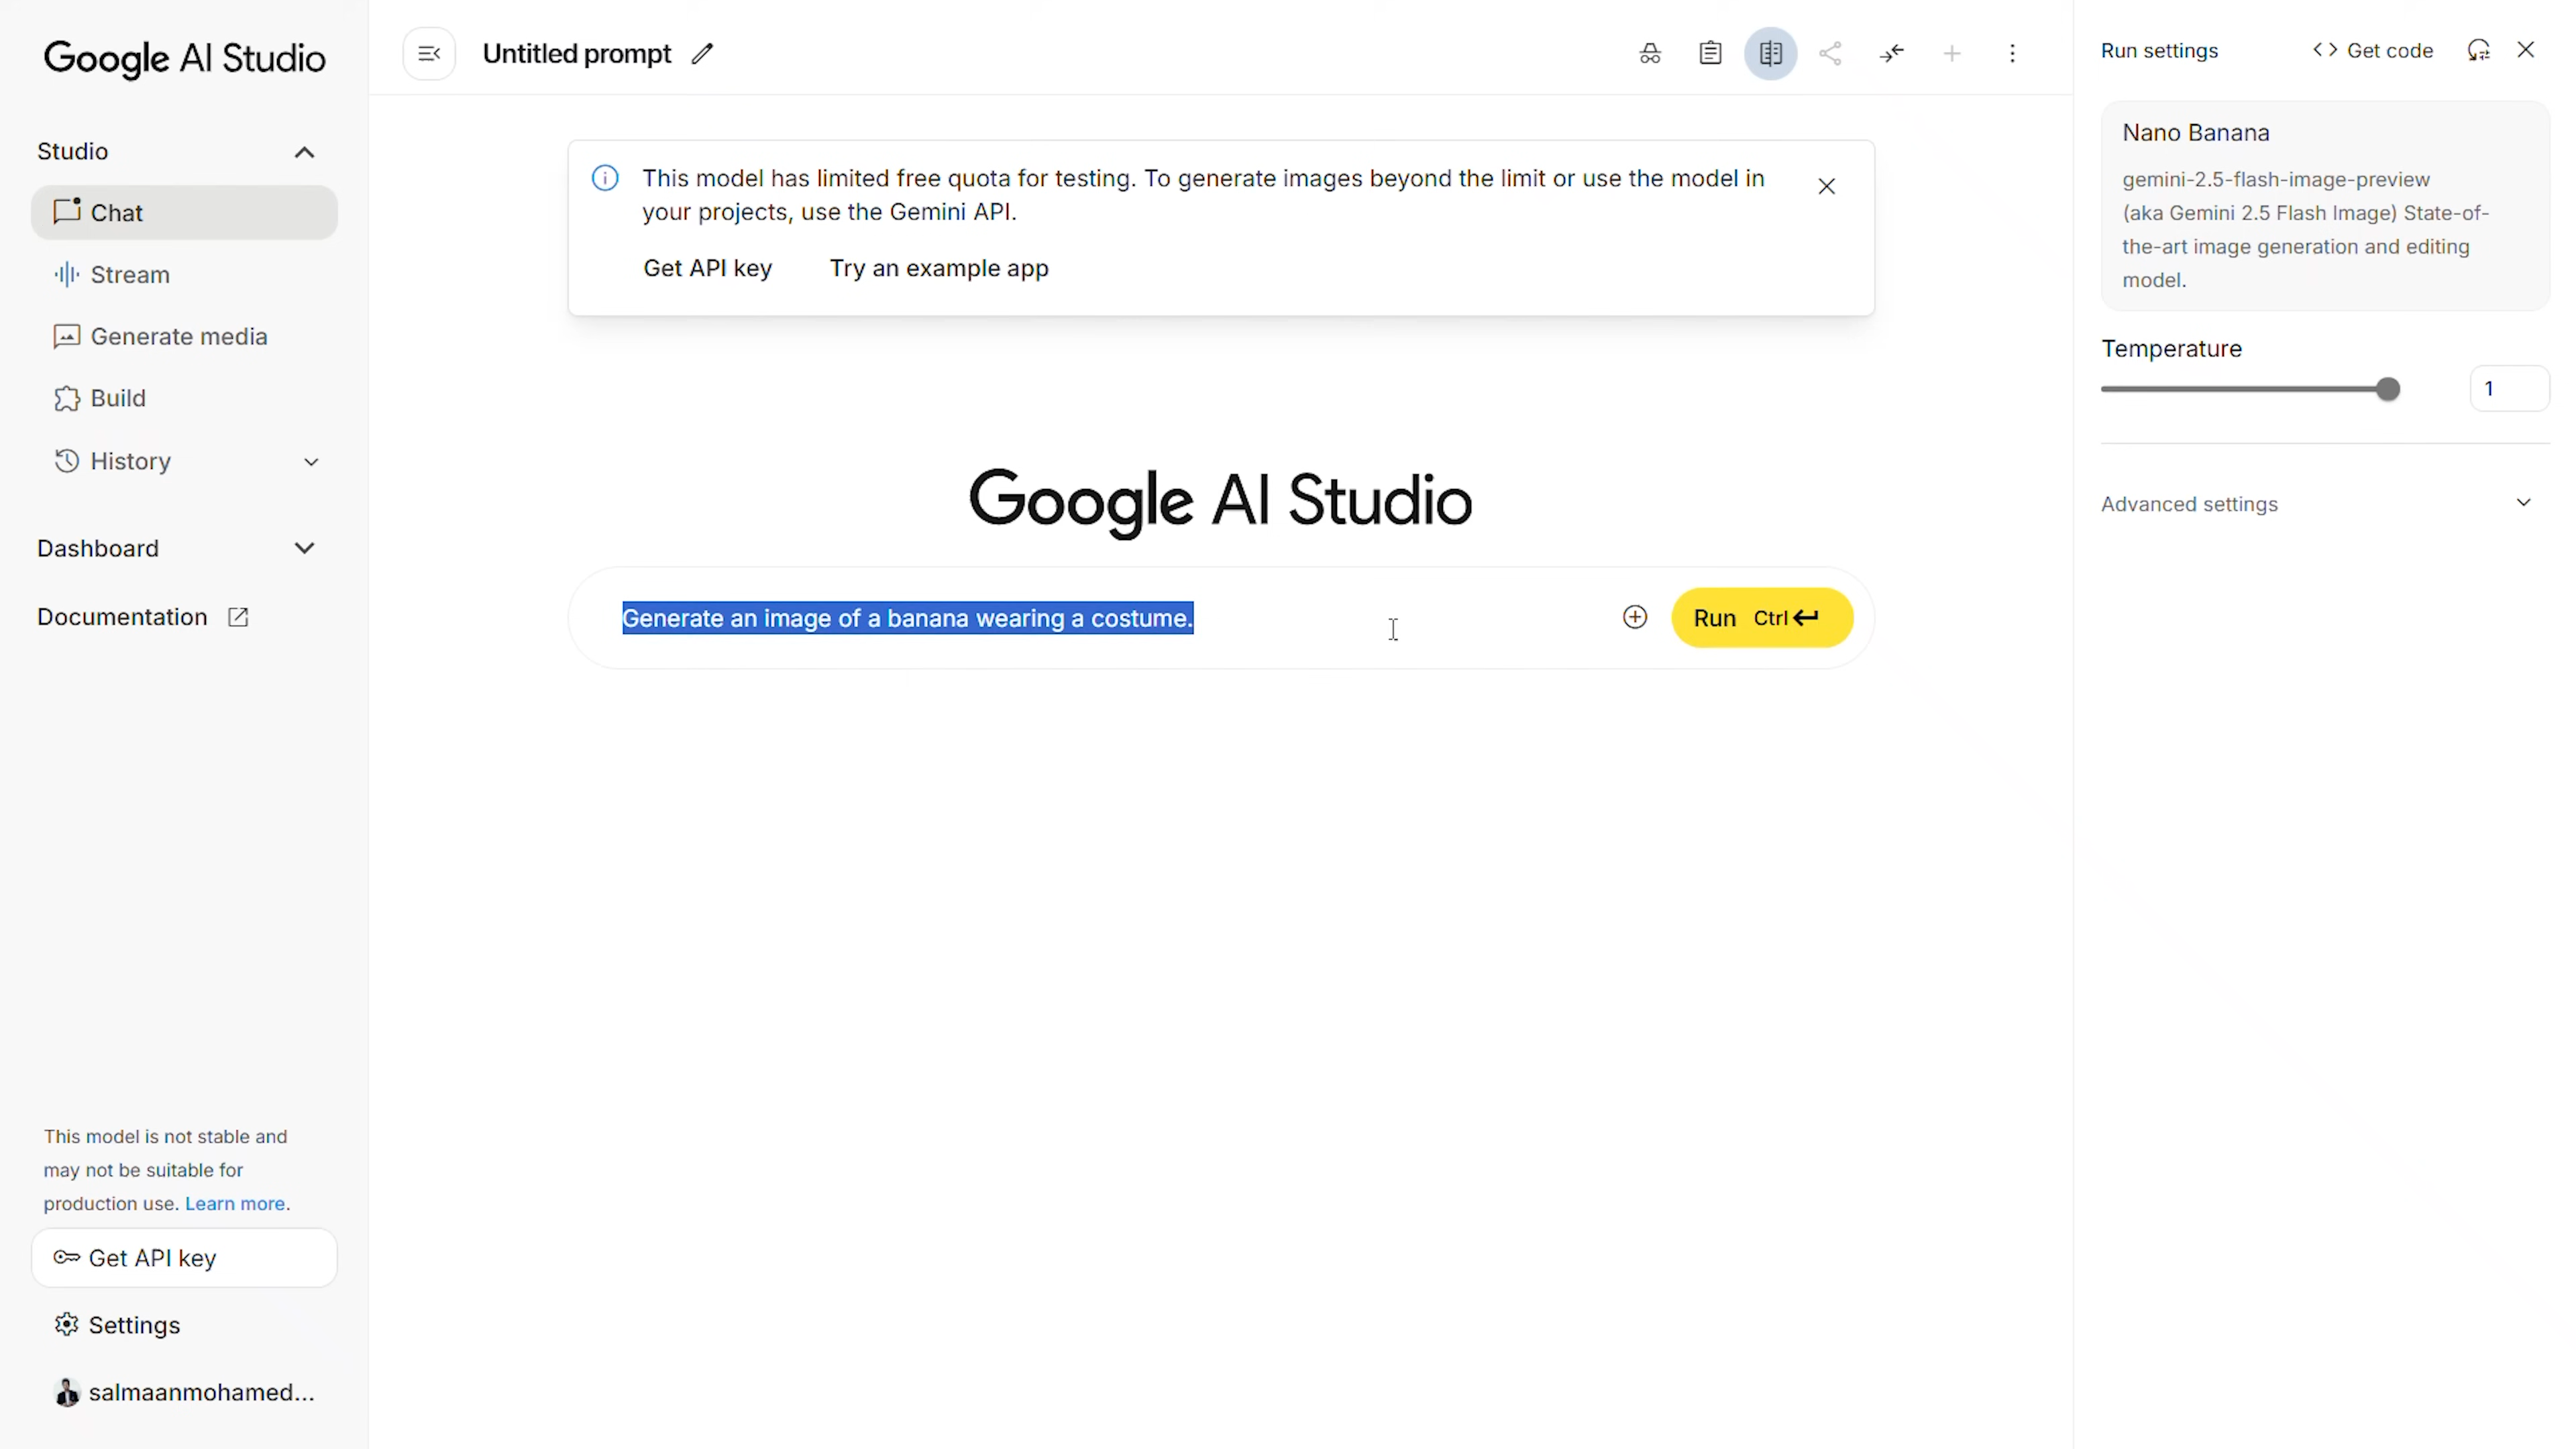 Google AI Studio
Studio
Chat
Stream
Generate media
Build
History
Dashboard
Documentation
This model is not stable and
may not be suitable for
production use. Learn more.
Get API key
Settings
salmaanmohamed...
Untitled prompt
This model has limited free quota for testing. To generate images beyond the limit or use the model in
your projects, use the Gemini API.
Get API key Try an example app
Google AI Studio
Generate an image of a banana wearing a costume.
Run Ctrl
Run settings
<> Get code
Nano Banana
gemini-2.5-flash-image-preview
(aka Gemini 2.5 Flash Image) State-of-
the-art image generation and editing
model.
Temperature
1
Advanced settings